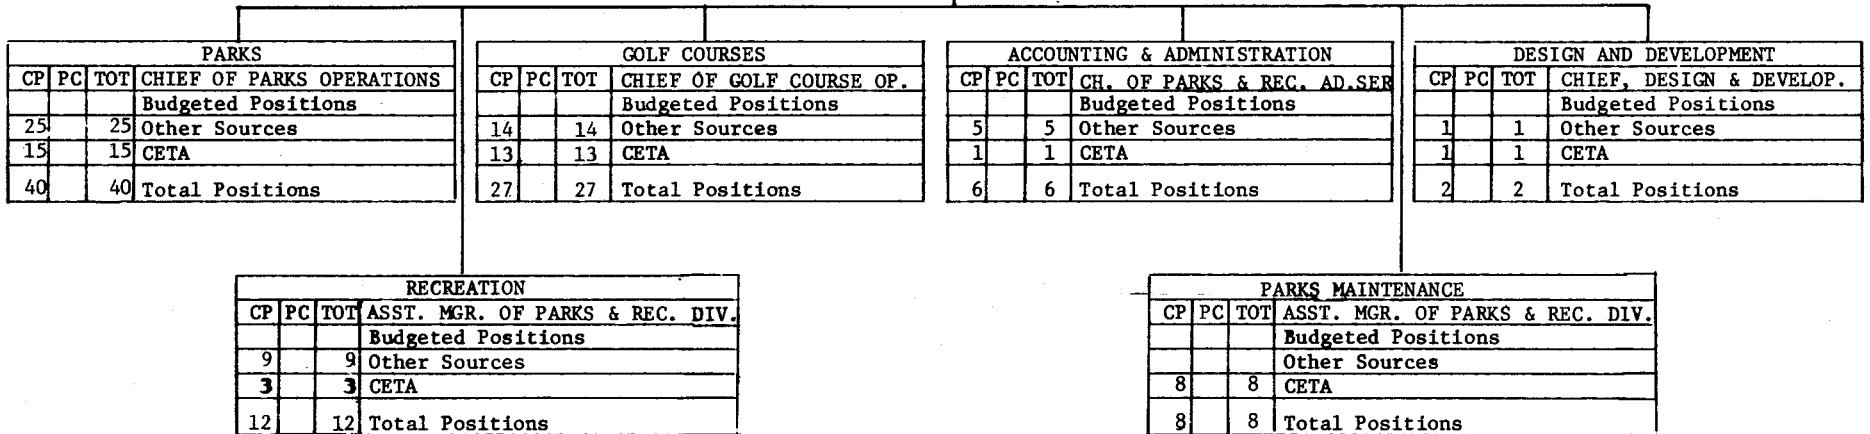 PARKS
CP PC TOT CHIEF OF PARKS OPERATIONS
Budgeted Positions
25 25 Other Sources
15 15 CETA
40 40 Total Positions
GOLF COURSES
CP PC TOT CHIEF OF GOLF COURSE OP.
Budgeted Positions
14 14 Other Sources
13 13 CETA
27 27 Total Positions
ACCOUNTING & ADMINISTRATION
CP PC TOT CH. OF PARKS & REC. AD.SER
Budgeted Positions
5 5 Other Sources
1 1 CETA
6 6 Total Positions
DESIGN AND DEVELOPMENT
CP PC TOT CHIEF, DESIGN & DEVELOP.
Budgeted Positions
1 1 Other Sources
1 1 CETA
2 2 Total Positions
RECREATION
CP PC TOT ASST. MGR. OF PARKS & REC. DIV.
Budgeted Positions
9 9 Other Sources
3 3 CETA
12 12 Total Positions
PARKS MAINTENANCE
CP PC TOT ASST. MGR. OF PARKS & REC. DIV.
Budgeted Positions
Other Sources
8 8 CETA
8 8 Total Positions